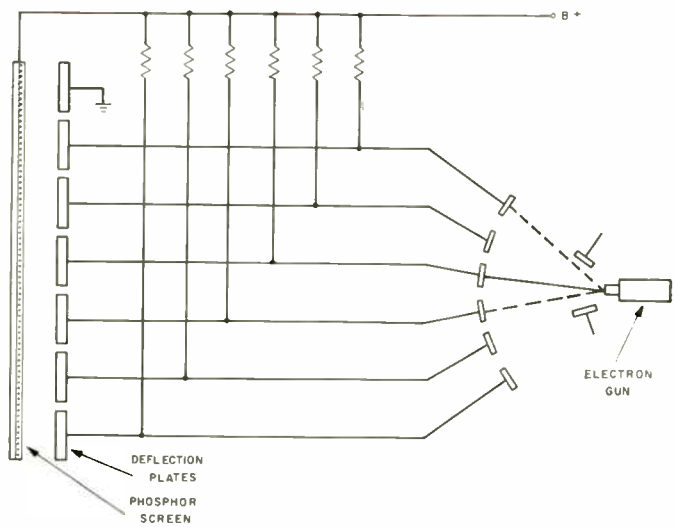 B+
ELECTRON
GUN
DEFLECTION
PLATES
PHOSPHOR
SCREEN